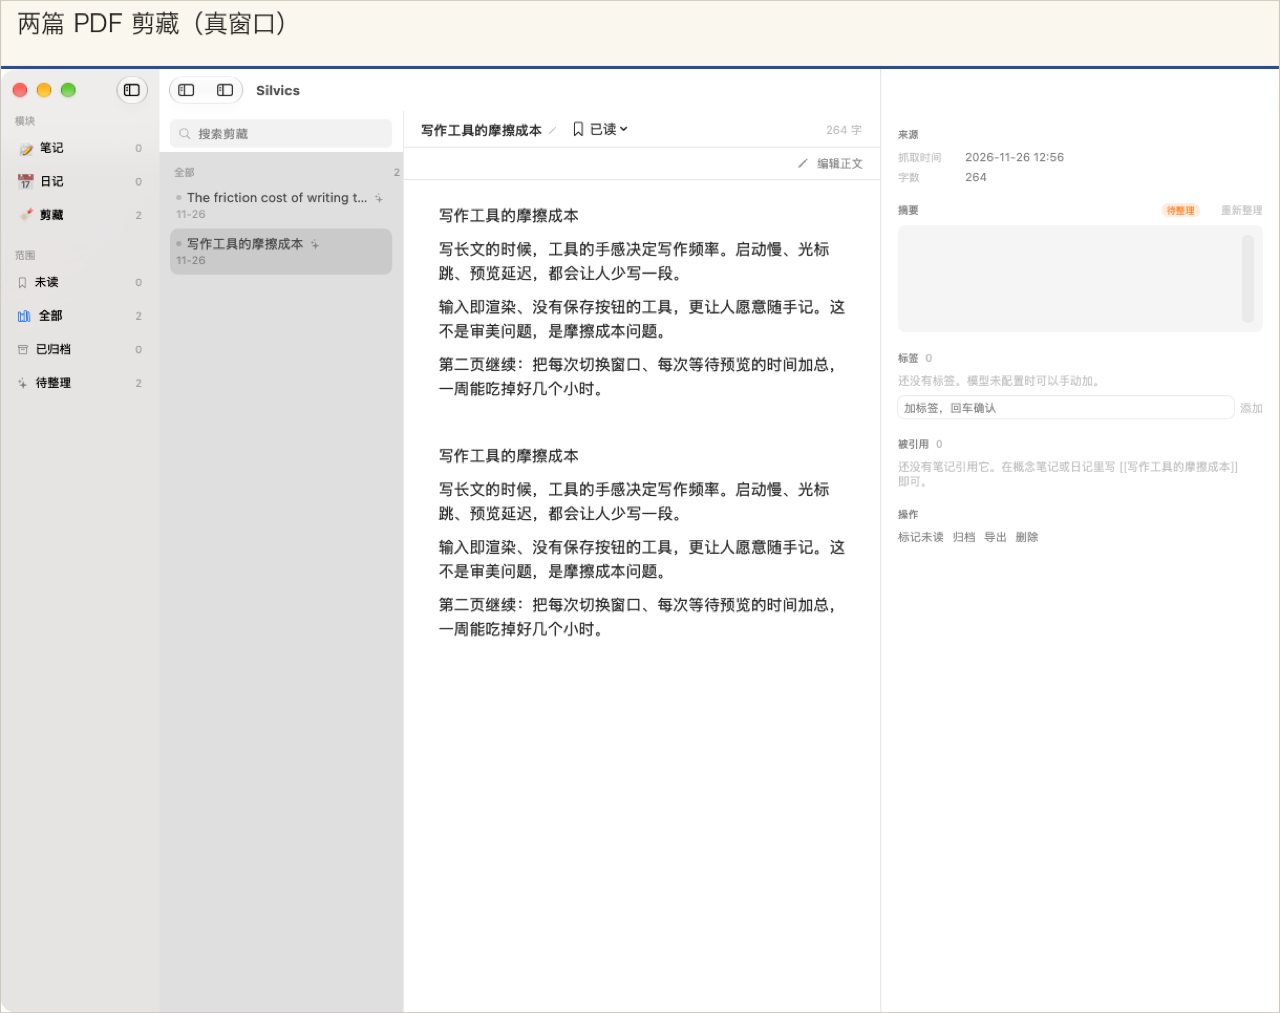 两篇 PDF 剪藏（真窗口）
模块
笔记 0
17
日记 0
剪藏 2
范围
未读 0
全部 2
已归档 0
待整理 2
Silvics
搜索剪藏
全部 2
The friction cost of writing t...
11-26
写作工具的摩擦成本
11-26
写作工具的摩擦成本 已读 264 字
编辑正文
写作工具的摩擦成本
写长文的时候，工具的手感决定写作频率。启动慢、光标
跳、预览延迟，都会让人少写一段。
输入即渲染、没有保存按钮的工具，更让人愿意随手记。这
不是审美问题，是摩擦成本问题。
第二页继续：把每次切换窗口、每次等待预览的时间加总，
一周能吃掉好几个小时。
写作工具的摩擦成本
写长文的时候，工具的手感决定写作频率。启动慢、光标
跳、预览延迟，都会让人少写一段。
输入即渲染、没有保存按钮的工具，更让人愿意随手记。这
不是审美问题，是摩擦成本问题。
第二页继续：把每次切换窗口、每次等待预览的时间加总，
一周能吃掉好几个小时。
来源
抓取时间 2026-11-26 12:56
字数 264
摘要 待整理 重新整理
标签 0
还没有标签。模型未配置时可以手动加。
加标签，回车确认 添加
被引用 0
还没有笔记引用它。在概念笔记或日记里写 [[写作工具的摩擦成本]]
即可。
操作
标记未读 归档 导出 删除